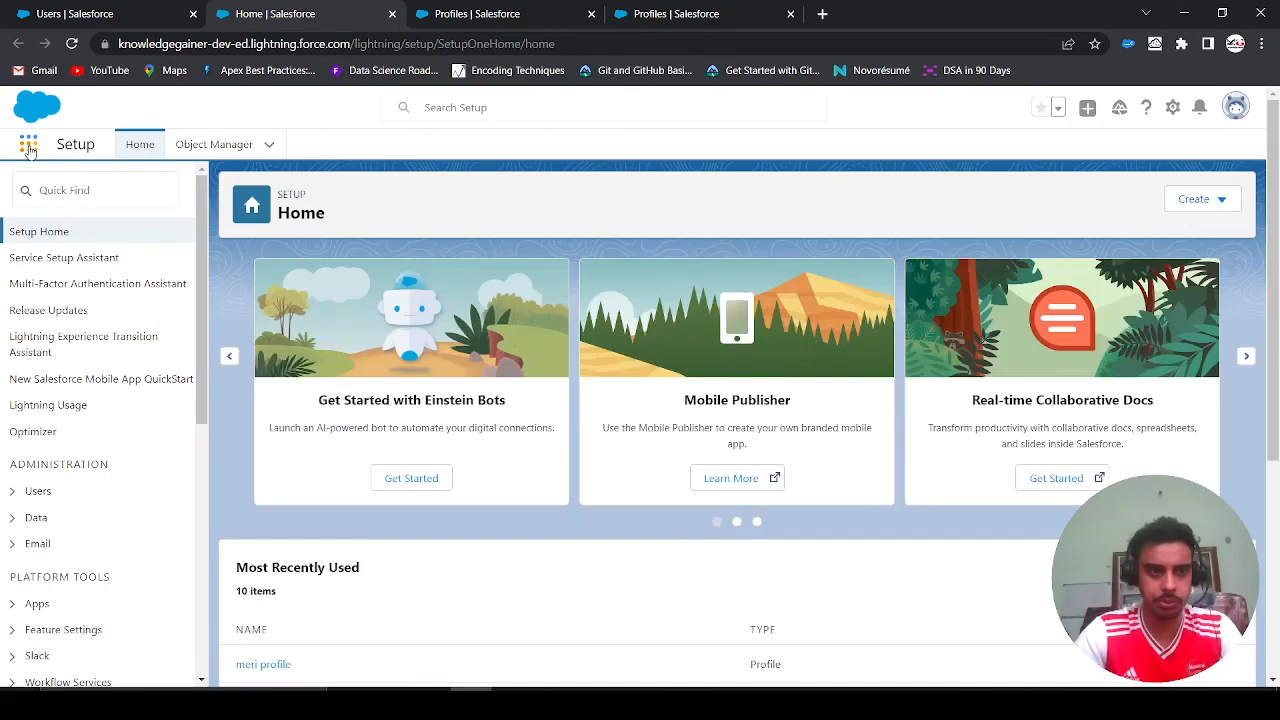 Users | Salesforce
Home | Salesforce
Profiles | Salesforce
Profiles | Salesforce
knowledgegainer-dev-ed.lightning.force.com/lightning/setup/SetupOneHome/home
Gmail
YouTube
Maps
Apex Best Practices:...
Data Science Road...
Encoding Techniques
Git and GitHub Basi...
Get Started with Git...
Novorésumé
DSA in 90 Days
Search Setup
Setup
Home
Object Manager
Quick Find
Setup Home
Service Setup Assistant
Multi-Factor Authentication Assistant
Release Updates
Lightning Experience Transition
Assistant
New Salesforce Mobile App QuickStart
Lightning Usage
Optimizer
ADMINISTRATION
Users
Data
Email
PLATFORM TOOLS
Apps
Feature Settings
Slack
Workflow Services
SETUP
Home
Create
Get Started with Einstein Bots
Launch an AI-powered bot to automate your digital connections.
Get Started
Mobile Publisher
Use the Mobile Publisher to create your own branded mobile
app.
Learn More
Real-time Collaborative Docs
Transform productivity with collaborative docs, spreadsheets,
and slides inside Salesforce.
Get Started
Most Recently Used
10 items
NAME
TYPE
meri profile
Profile